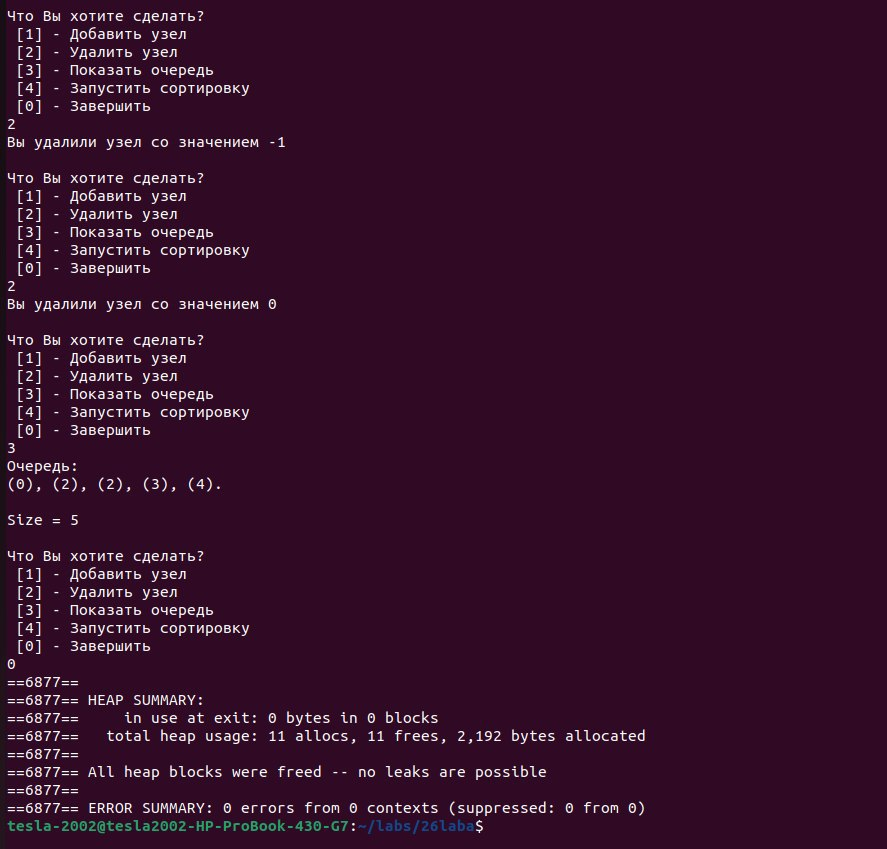 Что Вы хотите сделать?
 [1] - Добавить узел
 [2] - Удалить узел
 [3] - Показать очередь
 [4] - Запустить сортировку
 [0] - Завершить
2
Вы удалили узел со значением -1

Что Вы хотите сделать?
 [1] - Добавить узел
 [2] - Удалить узел
 [3] - Показать очередь
 [4] - Запустить сортировку
 [0] - Завершить
2
Вы удалили узел со значением 0

Что Вы хотите сделать?
 [1] - Добавить узел
 [2] - Удалить узел
 [3] - Показать очередь
 [4] - Запустить сортировку
 [0] - Завершить
3
Очередь:
(0), (2), (2), (3), (4).

Size = 5

Что Вы хотите сделать?
 [1] - Добавить узел
 [2] - Удалить узел
 [3] - Показать очередь
 [4] - Запустить сортировку
 [0] - Завершить
0
==6877==
==6877== HEAP SUMMARY:
==6877==     in use at exit: 0 bytes in 0 blocks
==6877==   total heap usage: 11 allocs, 11 frees, 2,192 bytes allocated
==6877==
==6877== All heap blocks were freed -- no leaks are possible
==6877==
==6877== ERROR SUMMARY: 0 errors from 0 contexts (suppressed: 0 from 0)
tesla-2002@tesla2002-HP-ProBook-430-G7:~/labs/26laba$